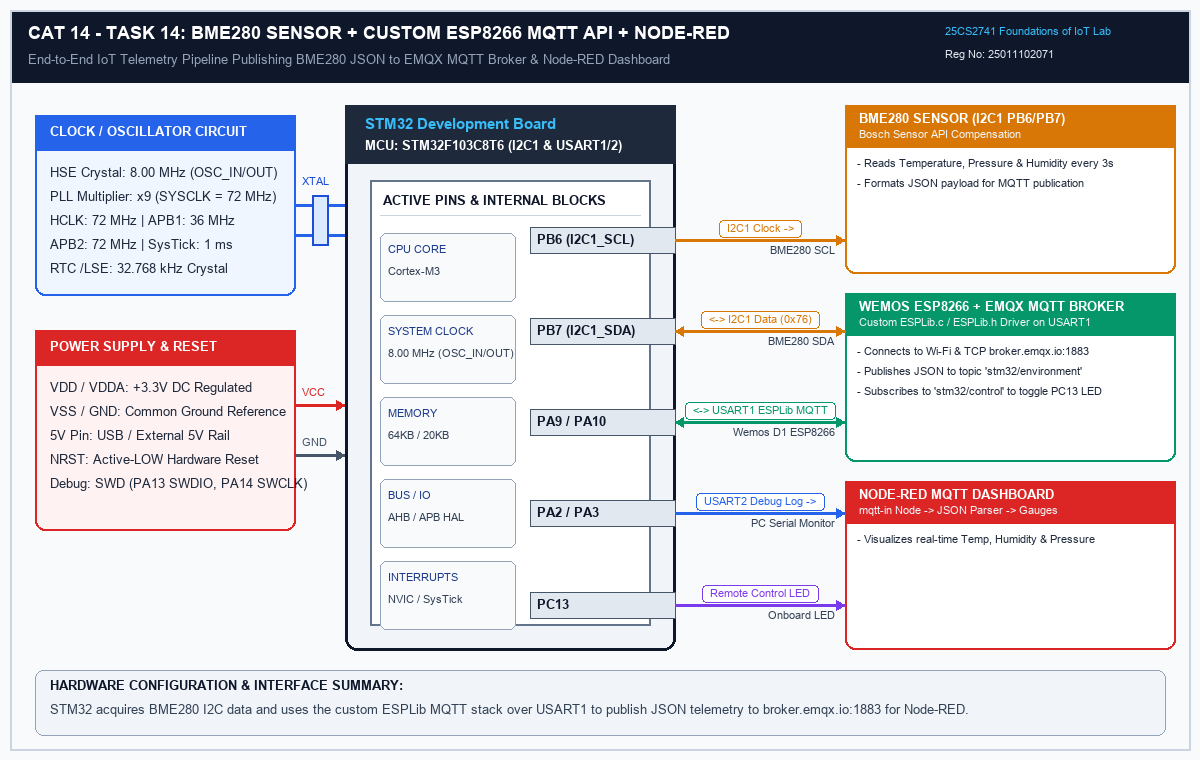 CAT 14 - TASK 14: BME280 SENSOR + CUSTOM ESP8266 MQTT API + NODE-RED
End-to-End IoT Telemetry Pipeline Publishing BME280 JSON to EMQX MQTT Broker & Node-RED Dashboard
25CS2741 Foundations of IoT Lab
Reg No: 25011102071
CLOCK / OSCILLATOR CIRCUIT
HSE Crystal: 8.00 MHz (OSC_IN/OUT)
PLL Multiplier: x9 (SYSCLK = 72 MHz)
HCLK: 72 MHz | APB1: 36 MHz
APB2: 72 MHz | SysTick: 1 ms
RTC /LSE: 32.768 kHz Crystal
XTAL
POWER SUPPLY & RESET
VDD / VDDA: +3.3V DC Regulated
VSS / GND: Common Ground Reference
5V Pin: USB / External 5V Rail
NRST: Active-LOW Hardware Reset
Debug: SWD (PA13 SWDIO, PA14 SWCLK)
VCC
GND
STM32 Development Board
MCU: STM32F103C8T6 (I2C1 & USART1/2)
ACTIVE PINS & INTERNAL BLOCKS
CPU CORE
Cortex-M3
SYSTEM CLOCK
8.00 MHz (OSC_IN/OUT)
MEMORY
64KB / 20KB
BUS / IO
AHB / APB HAL
INTERRUPTS
NVIC / SysTick
PB6 (I2C1_SCL)
PB7 (I2C1_SDA)
PA9 / PA10
PA2 / PA3
PC13
I2C1 Clock ->
BME280 SCL
<-> I2C1 Data (0x76)
BME280 SDA
<-> USART1 ESPLib MQTT
Wemos D1 ESP8266
USART2 Debug Log ->
PC Serial Monitor
Remote Control LED
Onboard LED
BME280 SENSOR (I2C1 PB6/PB7)
Bosch Sensor API Compensation
- Reads Temperature, Pressure & Humidity every 3s
- Formats JSON payload for MQTT publication
WEMOS ESP8266 + EMQX MQTT BROKER
Custom ESPLib.c / ESPLib.h Driver on USART1
- Connects to Wi-Fi & TCP broker.emqx.io:1883
- Publishes JSON to topic 'stm32/environment'
- Subscribes to 'stm32/control' to toggle PC13 LED
NODE-RED MQTT DASHBOARD
mqtt-in Node -> JSON Parser -> Gauges
- Visualizes real-time Temp, Humidity & Pressure
HARDWARE CONFIGURATION & INTERFACE SUMMARY:
STM32 acquires BME280 I2C data and uses the custom ESPLib MQTT stack over USART1 to publish JSON telemetry to broker.emqx.io:1883 for Node-RED.